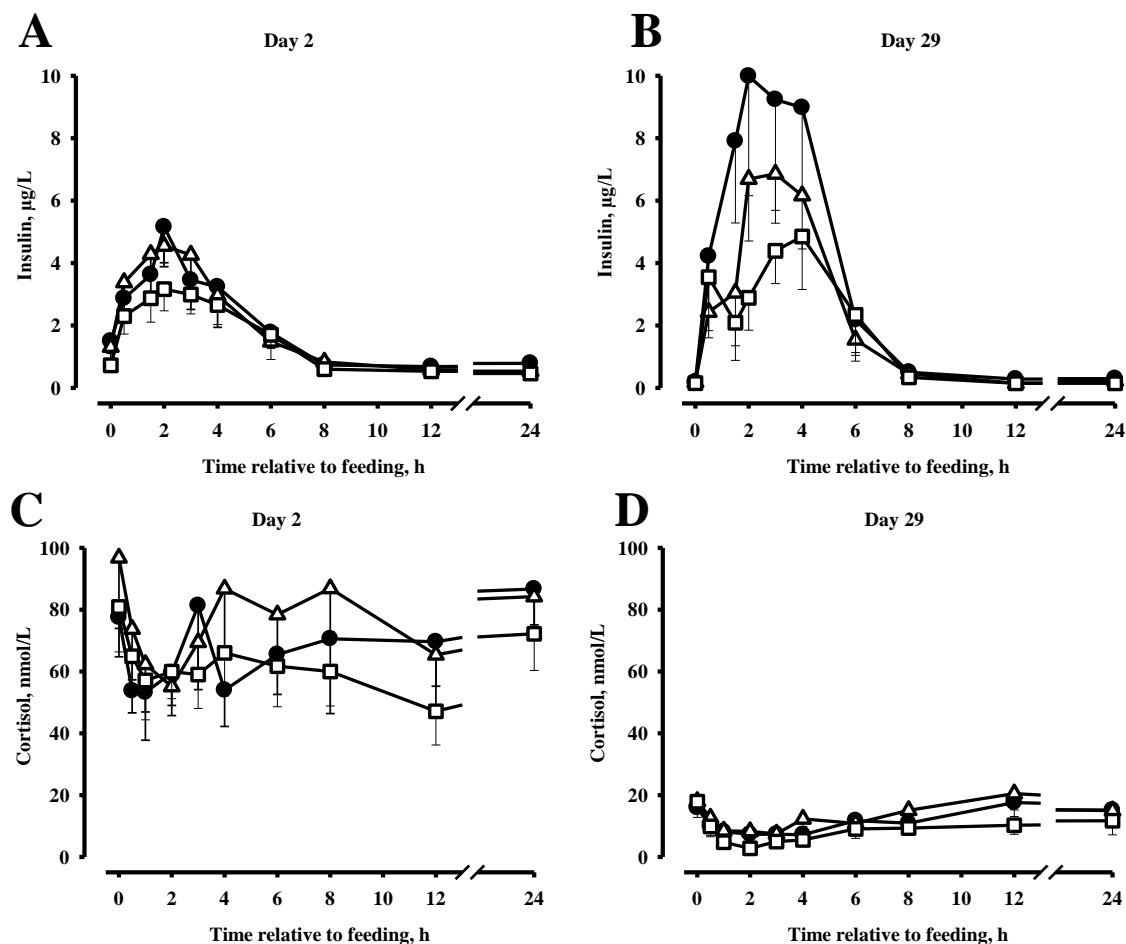 A
Day 2
10
8
6
4
2
0
Insulin, µg/L
0 2 4 6 8 10 12 24
Time relative to feeding, h
B
Day 29
10
8
6
4
2
0
Insulin, µg/L
0 2 4 6 8 10 12 24
Time relative to feeding, h
C
Day 2
100
80
60
40
20
0
Cortisol, nmol/L
0 2 4 6 8 10 12 24
Time relative to feeding, h
D
Day 29
100
80
60
40
20
0
Cortisol, nmol/L
0 2 4 6 8 10 12 24
Time relative to feeding, h